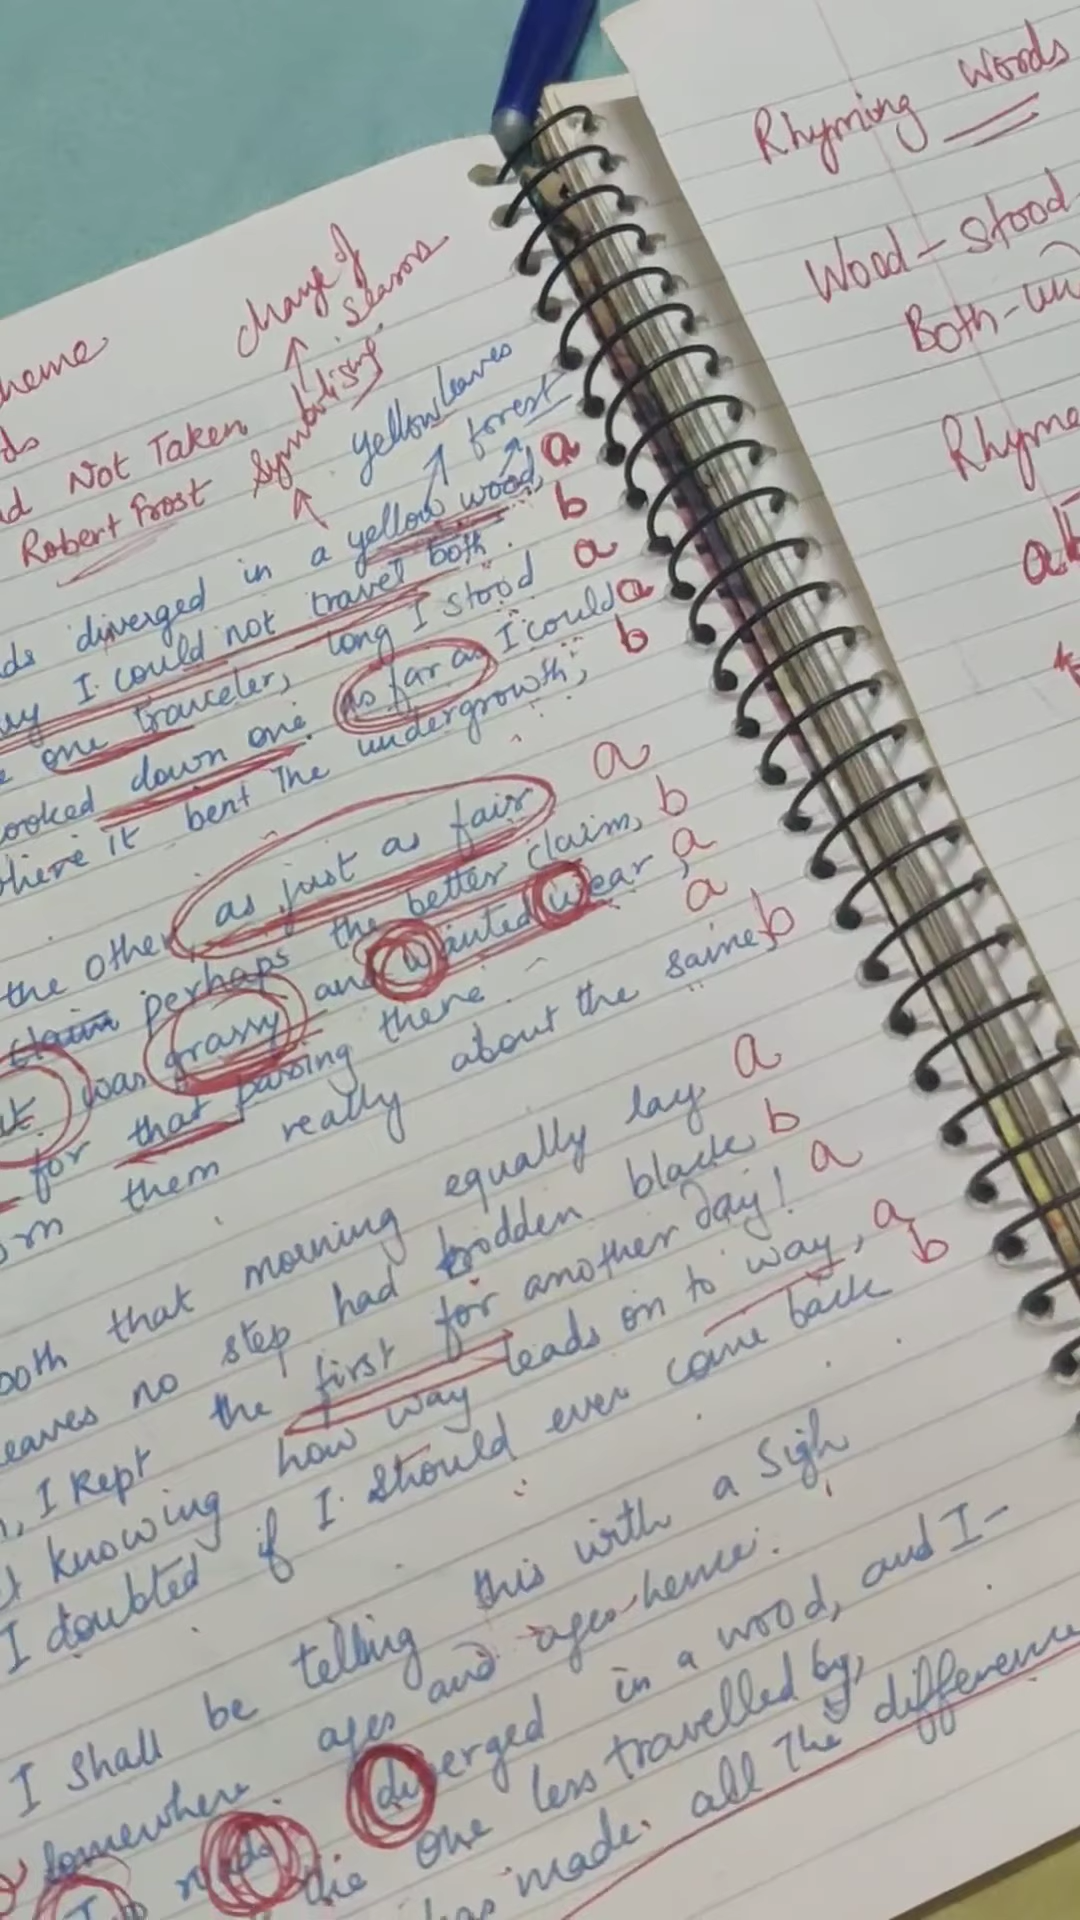 heme
change of
seasons
ds
symbolising
yellow leaves
d Not Taken
forest
Robert Frost
ds diverged in a yellow wood, a
I could not travel both. b
one traveler, long I stood a
ooked down one as far as I could a
here it bent The undergrowth; b
the other, as just as fair a
perhaps the better claim, b
was grassy and wanted wear; a
for that passing there a
them really about the same, b
both that morning equally lay a
leaves no step had trodden black b
I kept the first for another day! a
knowing how way leads on to way, a
I doubted if I should ever come back b
I Shall be telling this with a Sigh
Somewhere ages and ages hence.
diverged in a wood, and I-
the one less travelled by,
has made all The difference
Rhyming Words
Wood - Stood
Both - un
Rhyme
ab